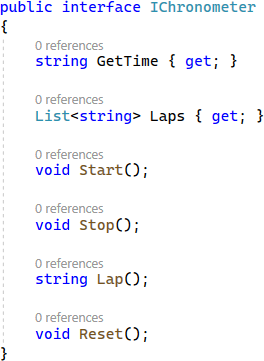 public interface IChronometer
{
0 references
string GetTime { get; }
0 references
List<string> Laps { get; }
0 references
void Start();
0 references
void Stop();
0 references
string Lap();
0 references
void Reset();
}